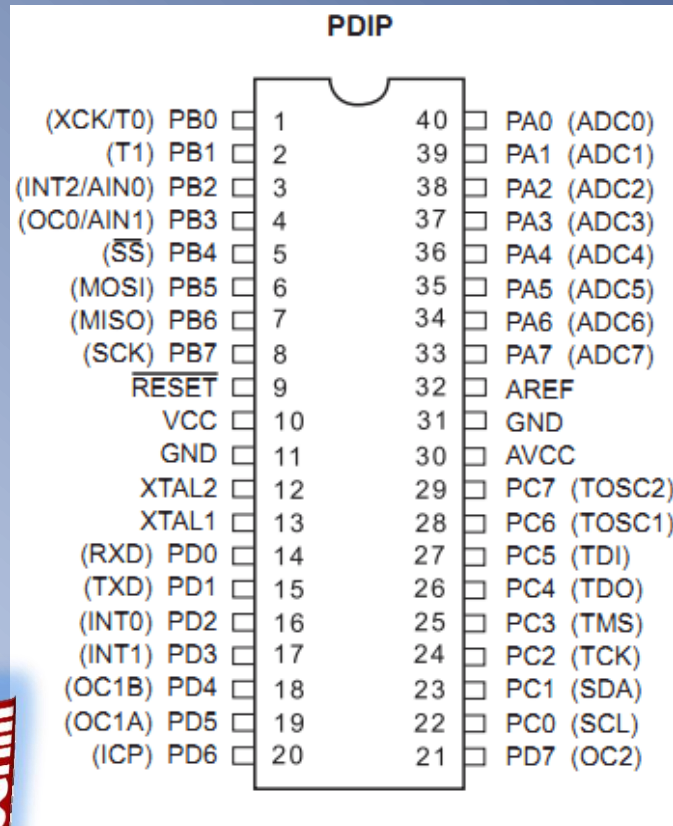 PDIP
(XCK/T0) PB0 1 40 PA0 (ADC0)
(T1) PB1 2 39 PA1 (ADC1)
(INT2/AIN0) PB2 3 38 PA2 (ADC2)
(OC0/AIN1) PB3 4 37 PA3 (ADC3)
(SS) PB4 5 36 PA4 (ADC4)
(MOSI) PB5 6 35 PA5 (ADC5)
(MISO) PB6 7 34 PA6 (ADC6)
(SCK) PB7 8 33 PA7 (ADC7)
RESET 9 32 AREF
VCC 10 31 GND
GND 11 30 AVCC
XTAL2 12 29 PC7 (TOSC2)
XTAL1 13 28 PC6 (TOSC1)
(RXD) PD0 14 27 PC5 (TDI)
(TXD) PD1 15 26 PC4 (TDO)
(INT0) PD2 16 25 PC3 (TMS)
(INT1) PD3 17 24 PC2 (TCK)
(OC1B) PD4 18 23 PC1 (SDA)
(OC1A) PD5 19 22 PC0 (SCL)
(ICP) PD6 20 21 PD7 (OC2)